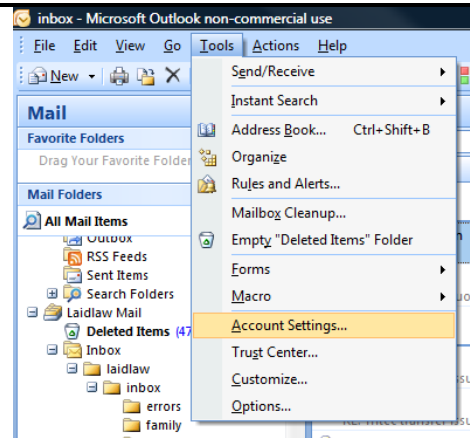 inbox - Microsoft Outlook non-commercial use
File Edit View Go Tools Actions Help
New
Send/Receive
Instant Search
Address Book... Ctrl+Shift+B
Organize
Rules and Alerts...
Mailbox Cleanup...
Empty "Deleted Items" Folder
Forms
Macro
Account Settings...
Trust Center...
Customize...
Options...
Mail
Favorite Folders
Drag Your Favorite Folder
Mail Folders
All Mail Items
Outbox
RSS Feeds
Sent Items
Search Folders
Laidlaw Mail
Deleted Items (47
Inbox
laidlaw
inbox
errors
family